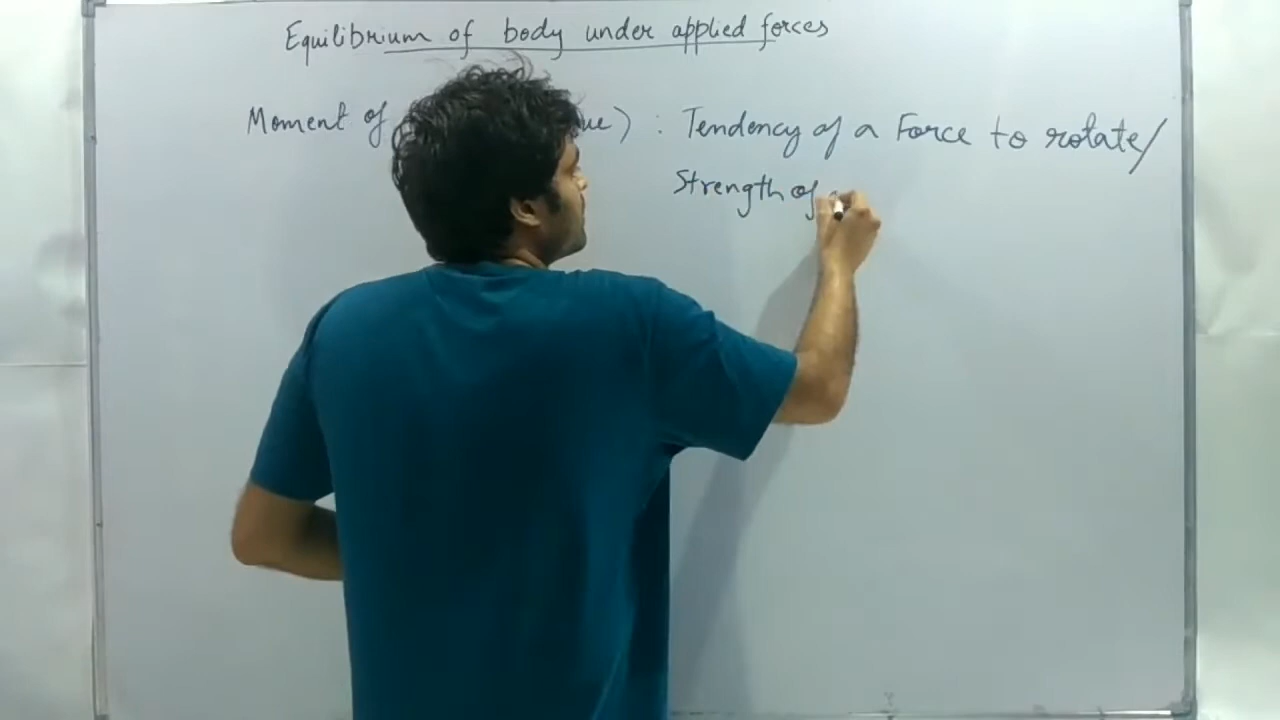 Equilibrium of body under applied forces
Moment of ue) : Tendency of a Force to rotate/
Strength of